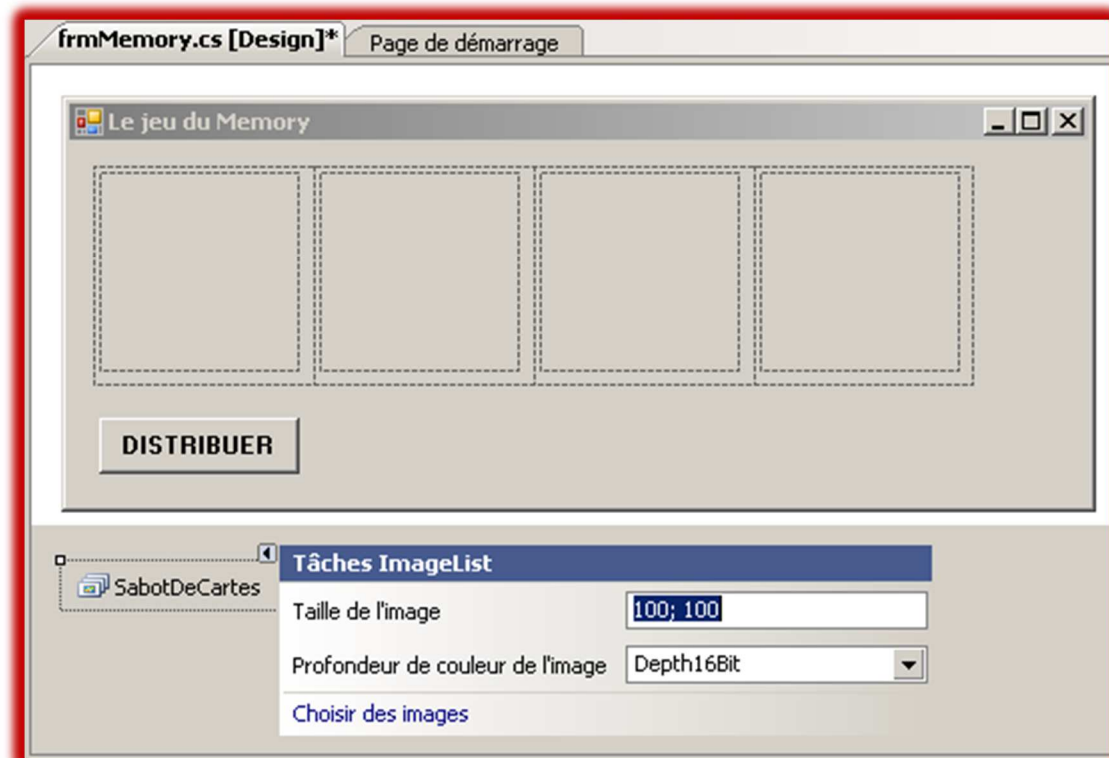 frmMemory.cs [Design]* Page de démarrage
Le jeu du Memory
DISTRIBUER
SabotDeCartes
Tâches ImageList
Taille de l'image 100; 100
Profondeur de couleur de l'image Depth16Bit
Choisir des images